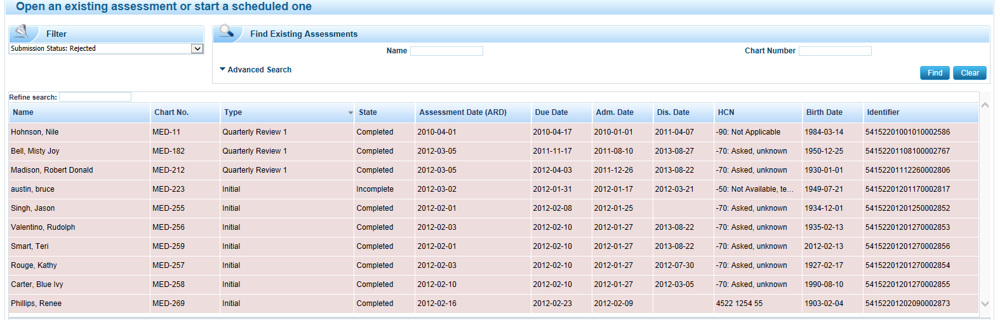 Open an existing assessment or start a scheduled one
Filter
Submission Status: Rejected
Find Existing Assessments
Name
Chart Number
Advanced Search
Find Clear
Refine search:
Name Chart No. Type State Assessment Date (ARD) Due Date Adm. Date Dis. Date HCN Birth Date Identifier
Hohnson, Nile MED-11 Quarterly Review 1 Completed 2010-04-01 2010-04-17 2010-01-01 2011-04-07 -90: Not Applicable 1984-03-14 54152201001010002586
Bell, Misty Joy MED-182 Quarterly Review 1 Completed 2012-03-05 2011-11-17 2011-08-10 2013-08-27 -70: Asked, unknown 1950-12-25 54152201108100002767
Madison, Robert Donald MED-212 Quarterly Review 1 Completed 2012-03-05 2012-04-03 2011-12-26 2013-08-22 -70: Asked, unknown 1930-01-01 54152201112260002806
austin, bruce MED-223 Initial Incomplete 2012-03-02 2012-01-31 2012-01-17 2012-03-21 -50: Not Available, te... 1949-07-21 54152201201170002817
Singh, Jason MED-255 Initial Completed 2012-02-01 2012-02-08 2012-01-25 -70: Asked, unknown 1934-12-01 54152201201250002852
Valentino, Rudolph MED-256 Initial Completed 2012-02-03 2012-02-10 2012-01-27 2013-08-22 -70: Asked, unknown 1935-02-13 54152201201270002853
Smart, Teri MED-259 Initial Completed 2012-02-01 2012-02-10 2012-01-27 2013-08-22 -70: Asked, unknown 2012-02-13 54152201201270002856
Rouge, Kathy MED-257 Initial Completed 2012-02-03 2012-02-10 2012-01-27 2012-07-30 -70: Asked, unknown 1927-02-17 54152201201270002854
Carter, Blue Ivy MED-258 Initial Completed 2012-02-10 2012-02-10 2012-01-27 2012-03-05 -70: Asked, unknown 1990-08-10 54152201201270002855
Phillips, Renee MED-269 Initial Completed 2012-02-16 2012-02-23 2012-02-09 4522 1254 55 1903-02-04 54152201202090002873